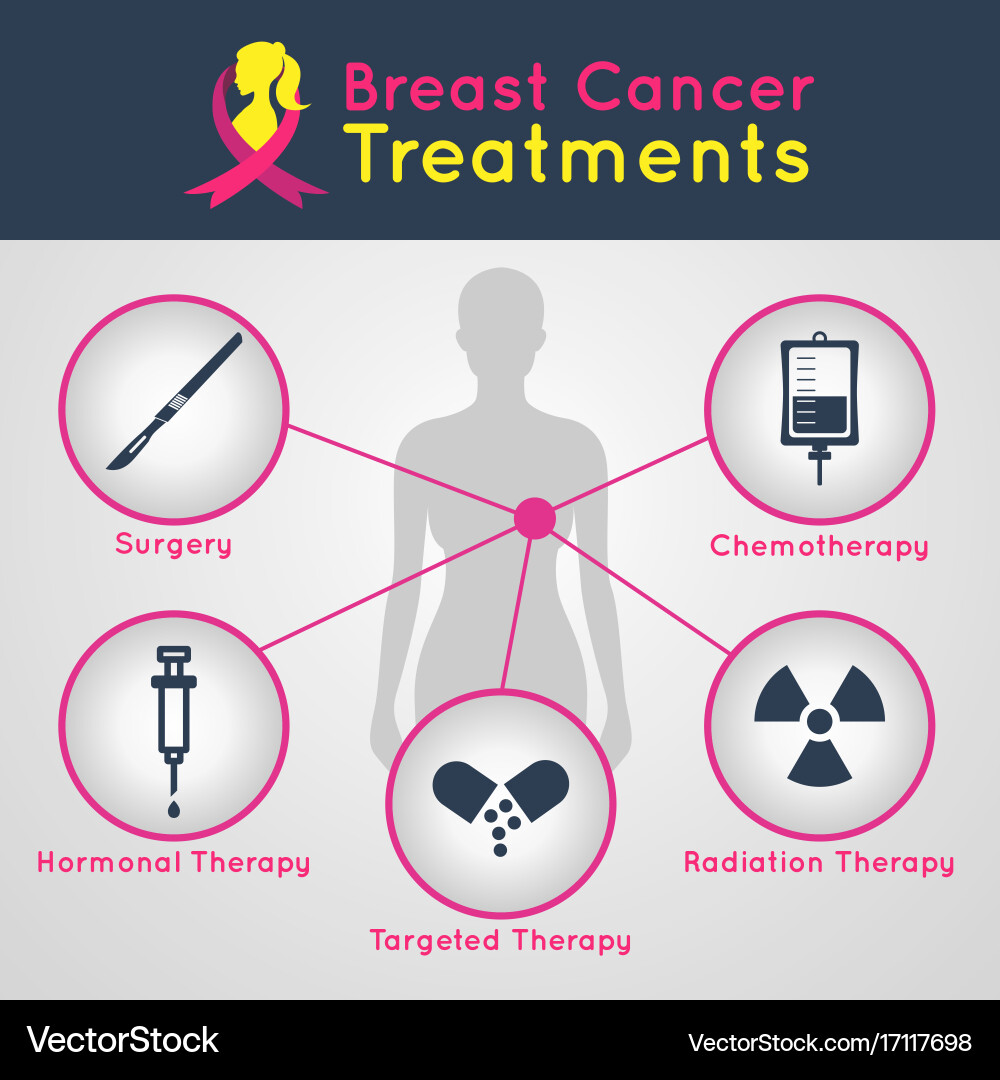 Breast Cancer
Treatments
Surgery
Chemotherapy
Hormonal Therapy
Radiation Therapy
Targeted Therapy
VectorStock
VectorStock.com/17117698